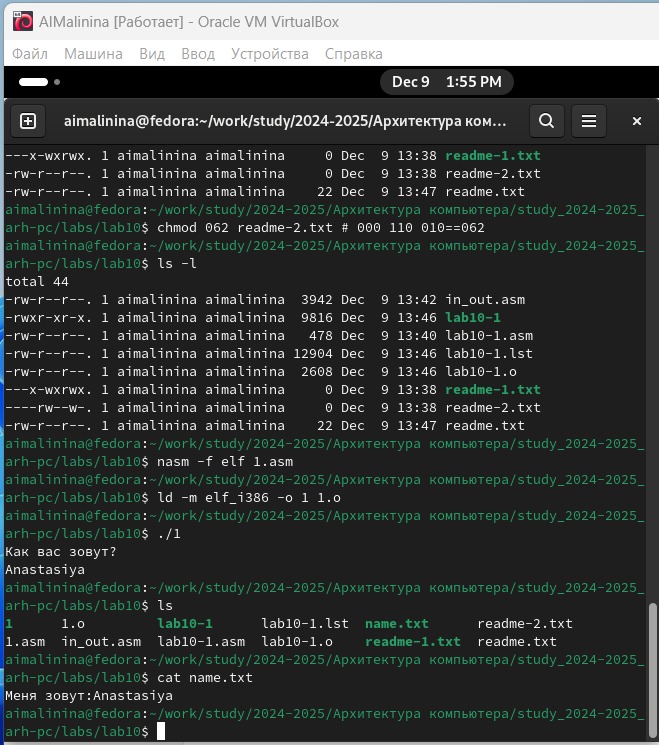 AIMalinina [Работает] - Oracle VM VirtualBox
Файл Машина Вид Ввод Устройства Справка
Dec 9 1:55 PM
aimalinina@fedora:~/work/study/2024-2025/Архитектура ком...
---x-wxrwx. 1 aimalinina aimalinina 0 Dec 9 13:38 readme-1.txt
-rw-r--r--. 1 aimalinina aimalinina 0 Dec 9 13:38 readme-2.txt
-rw-r--r--. 1 aimalinina aimalinina 22 Dec 9 13:47 readme.txt
aimalinina@fedora:~/work/study/2024-2025/Архитектура компьютера/study_2024-2025_
arh-pc/labs/lab10$ chmod 062 readme-2.txt # 000 110 010==062
aimalinina@fedora:~/work/study/2024-2025/Архитектура компьютера/study_2024-2025_
arh-pc/labs/lab10$ ls -l
total 44
-rw-r--r--. 1 aimalinina aimalinina 3942 Dec 9 13:42 in_out.asm
-rwxr-xr-x. 1 aimalinina aimalinina 9816 Dec 9 13:46 lab10-1
-rw-r--r--. 1 aimalinina aimalinina 478 Dec 9 13:40 lab10-1.asm
-rw-r--r--. 1 aimalinina aimalinina 12904 Dec 9 13:46 lab10-1.lst
-rw-r--r--. 1 aimalinina aimalinina 2608 Dec 9 13:46 lab10-1.o
---x-wxrwx. 1 aimalinina aimalinina 0 Dec 9 13:38 readme-1.txt
----rw--w-. 1 aimalinina aimalinina 0 Dec 9 13:38 readme-2.txt
-rw-r--r--. 1 aimalinina aimalinina 22 Dec 9 13:47 readme.txt
aimalinina@fedora:~/work/study/2024-2025/Архитектура компьютера/study_2024-2025_
arh-pc/labs/lab10$ nasm -f elf 1.asm
aimalinina@fedora:~/work/study/2024-2025/Архитектура компьютера/study_2024-2025_
arh-pc/labs/lab10$ ld -m elf_i386 -o 1 1.o
aimalinina@fedora:~/work/study/2024-2025/Архитектура компьютера/study_2024-2025_
arh-pc/labs/lab10$ ./1
Как вас зовут?
Anastasiya
aimalinina@fedora:~/work/study/2024-2025/Архитектура компьютера/study_2024-2025_
arh-pc/labs/lab10$ ls
1 1.o lab10-1 lab10-1.lst name.txt readme-2.txt
1.asm in_out.asm lab10-1.asm lab10-1.o readme-1.txt readme.txt
aimalinina@fedora:~/work/study/2024-2025/Архитектура компьютера/study_2024-2025_
arh-pc/labs/lab10$ cat name.txt
Меня зовут:Anastasiya
aimalinina@fedora:~/work/study/2024-2025/Архитектура компьютера/study_2024-2025_
arh-pc/labs/lab10$